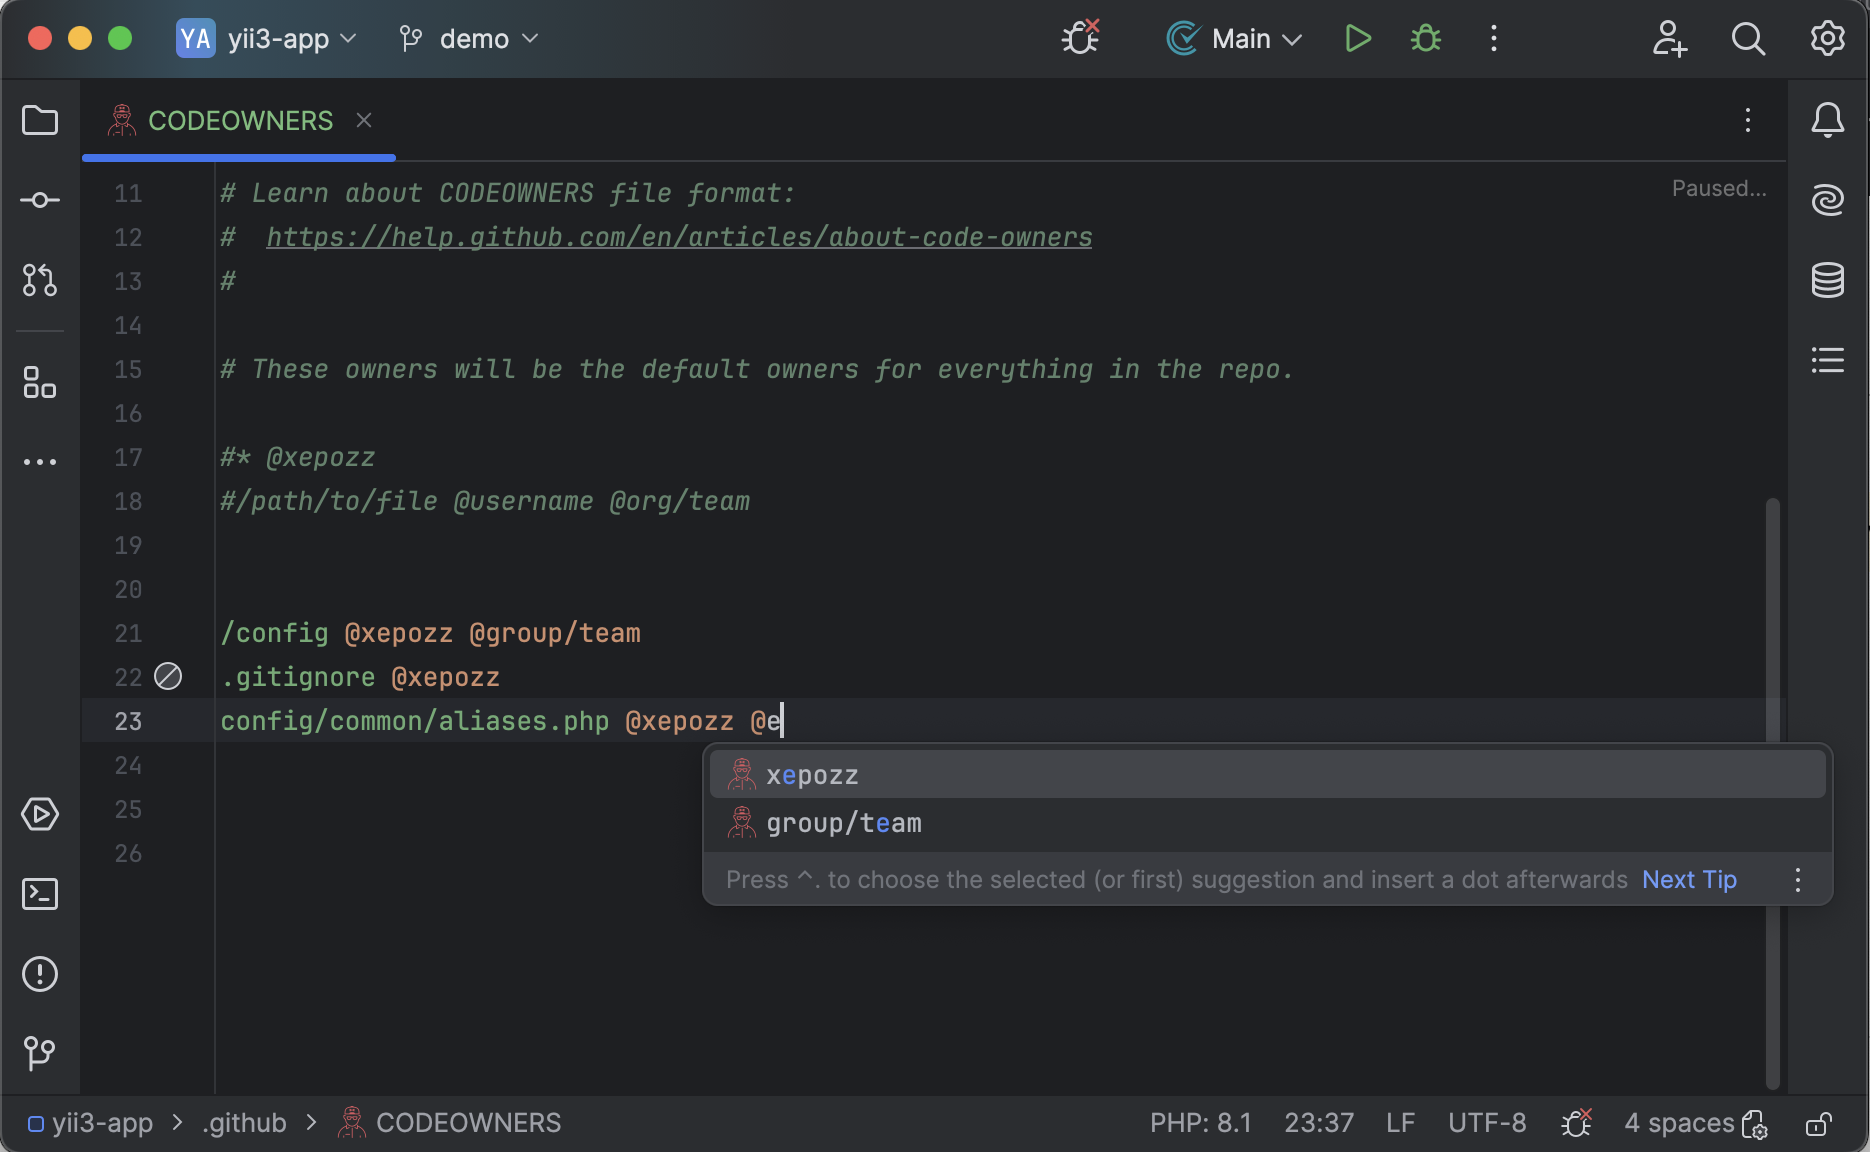 YA yii3-app demo Main
CODEOWNERS
Paused...
11 # Learn about CODEOWNERS file format:
12 #  https://help.github.com/en/articles/about-code-owners
13 #
14
15 # These owners will be the default owners for everything in the repo.
16
17 #* @xepozz
18 #/path/to/file @username @org/team
19
20
21 /config @xepozz @group/team
22 .gitignore @xepozz
23 config/common/aliases.php @xepozz @e
24
25
26
xepozz
group/team
Press ^. to choose the selected (or first) suggestion and insert a dot afterwards Next Tip
yii3-app > .github > CODEOWNERS PHP: 8.1 23:37 LF UTF-8 4 spaces